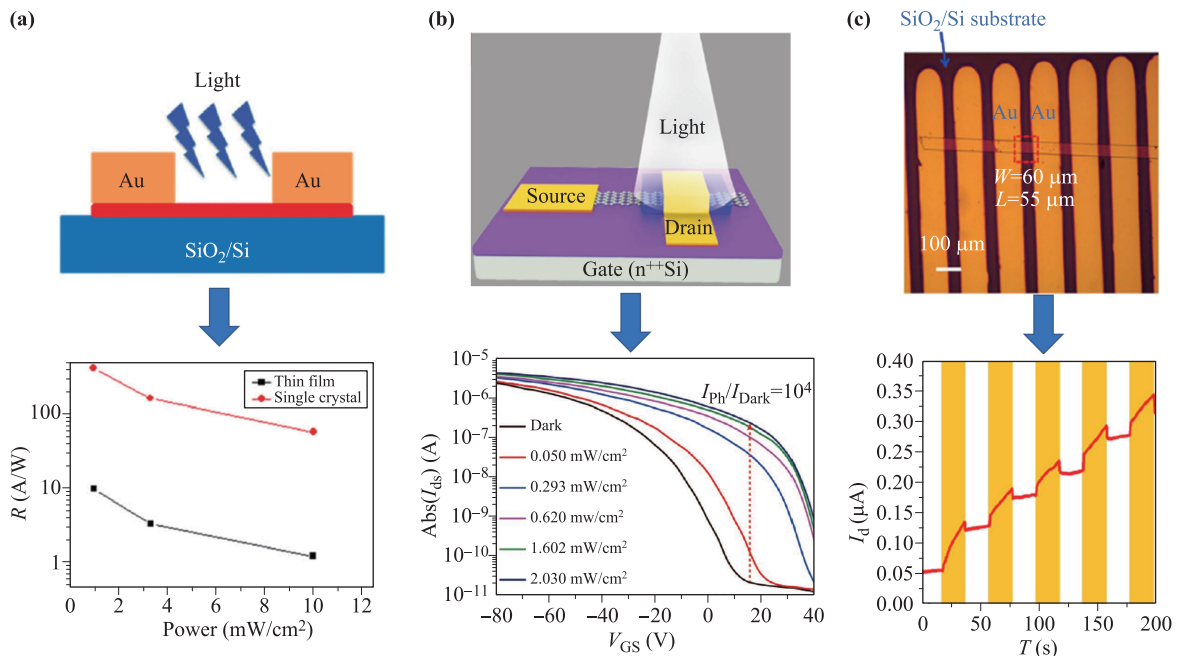 (a)
Light
Au Au
SiO₂/Si
100
10
1
R (A/W)
Thin film
Single crystal
0 2 4 6 8 10 12
Power (mW/cm²)
(b)
Light
Source
Drain
Gate (n⁺⁺Si)
10⁻⁵
10⁻⁶
10⁻⁷
10⁻⁸
10⁻⁹
10⁻¹⁰
10⁻¹¹
Abs(I_ds) (A)
I_Ph/I_Dark=10⁴
Dark
0.050 mW/cm²
0.293 mW/cm²
0.620 mw/cm²
1.602 mW/cm²
2.030 mW/cm²
−80 −60 −40 −20 0 20 40
V_GS (V)
(c)
SiO₂/Si substrate
Au Au
W=60 μm
L=55 μm
100 μm
0.40
0.35
0.30
0.25
0.20
0.15
0.10
0.05
0.00
I_d (μA)
0 50 100 150 200
T (s)